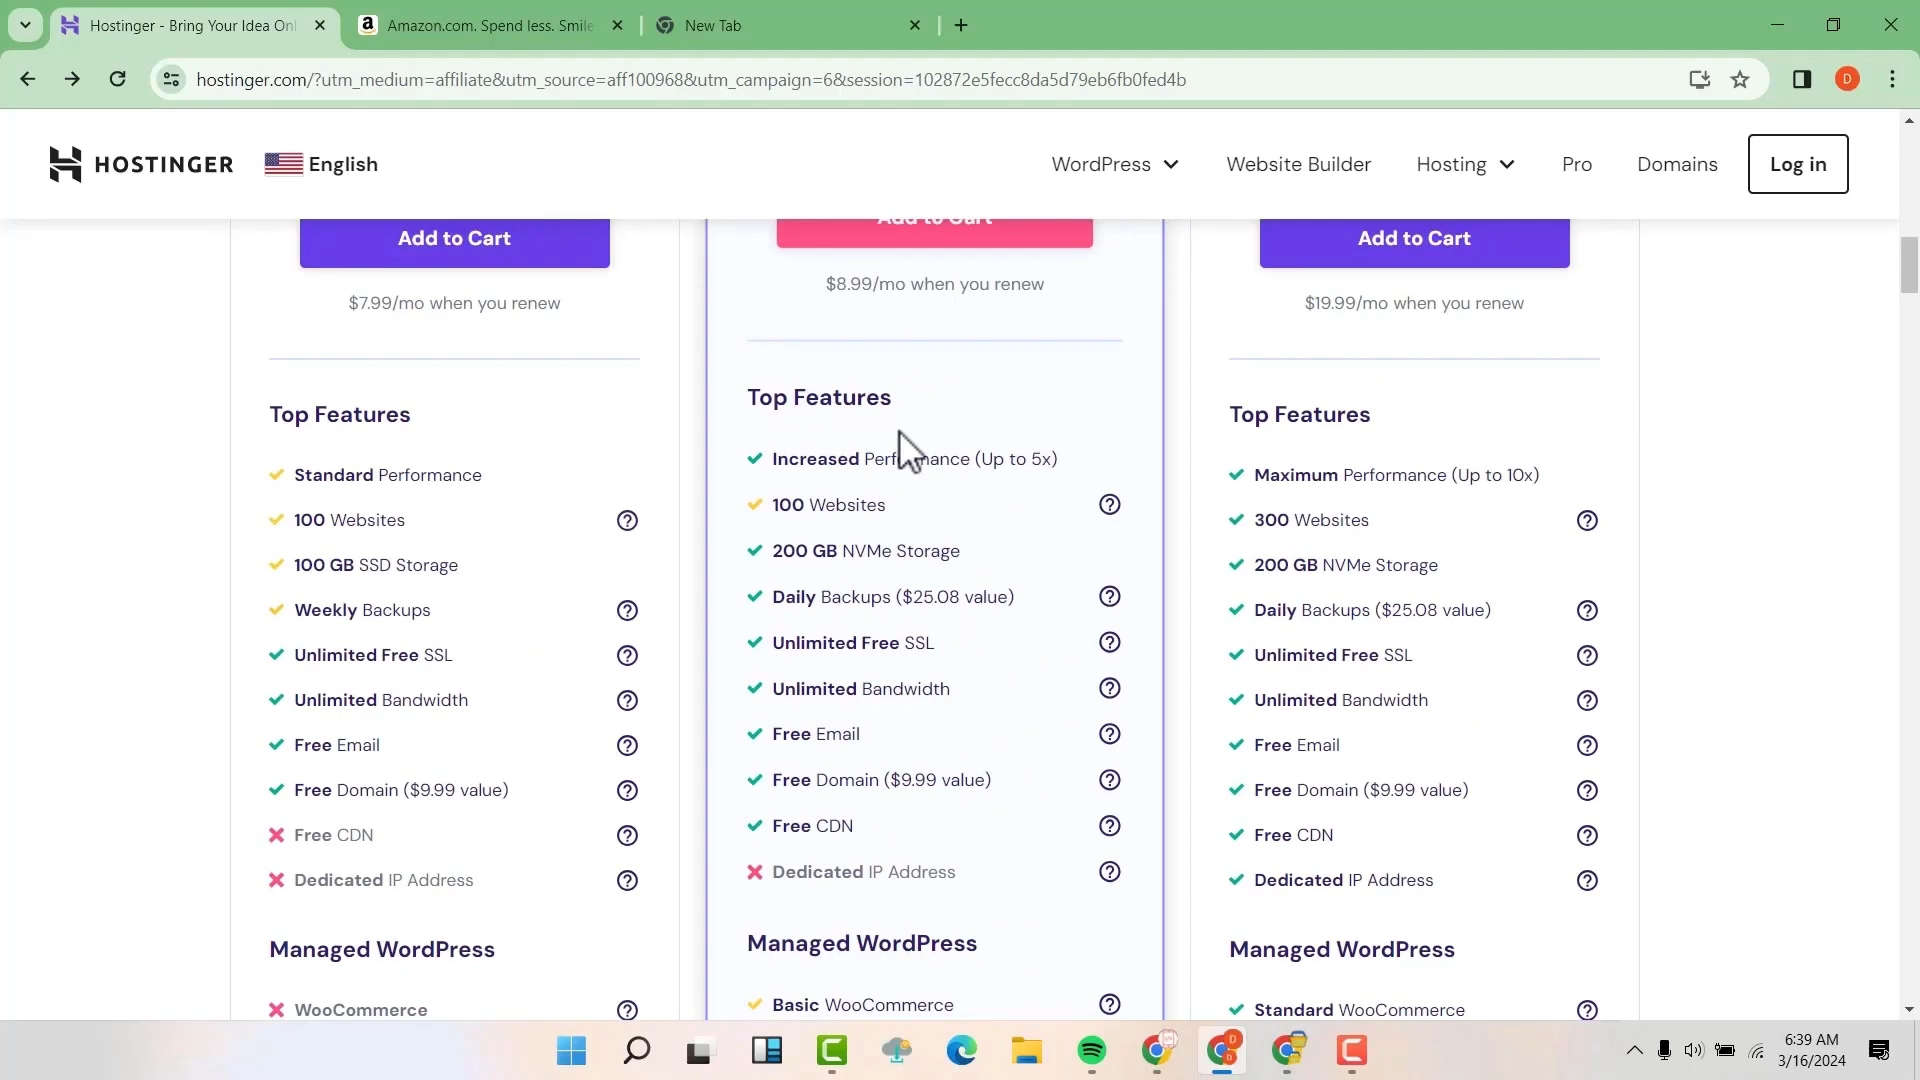 Hostinger - Bring Your Idea Onl
Amazon.com. Spend less. Smile
New Tab
hostinger.com/?utm_medium=affiliate&utm_source=aff100968&utm_campaign=6&session=102872e5fecc8da5d79eb6fb0fed4b
D
HOSTINGER
English
WordPress
Website Builder
Hosting
Pro
Domains
Log in
Add to Cart
$7.99/mo when you renew
Top Features
Standard Performance
100 Websites
100 GB SSD Storage
Weekly Backups
Unlimited Free SSL
Unlimited Bandwidth
Free Email
Free Domain ($9.99 value)
Free CDN
Dedicated IP Address
Managed WordPress
WooCommerce
Add to Cart
$8.99/mo when you renew
Top Features
Increased Performance (Up to 5x)
100 Websites
200 GB NVMe Storage
Daily Backups ($25.08 value)
Unlimited Free SSL
Unlimited Bandwidth
Free Email
Free Domain ($9.99 value)
Free CDN
Dedicated IP Address
Managed WordPress
Basic WooCommerce
Add to Cart
$19.99/mo when you renew
Top Features
Maximum Performance (Up to 10x)
300 Websites
200 GB NVMe Storage
Daily Backups ($25.08 value)
Unlimited Free SSL
Unlimited Bandwidth
Free Email
Free Domain ($9.99 value)
Free CDN
Dedicated IP Address
Managed WordPress
Standard WooCommerce
6:39 AM
3/16/2024